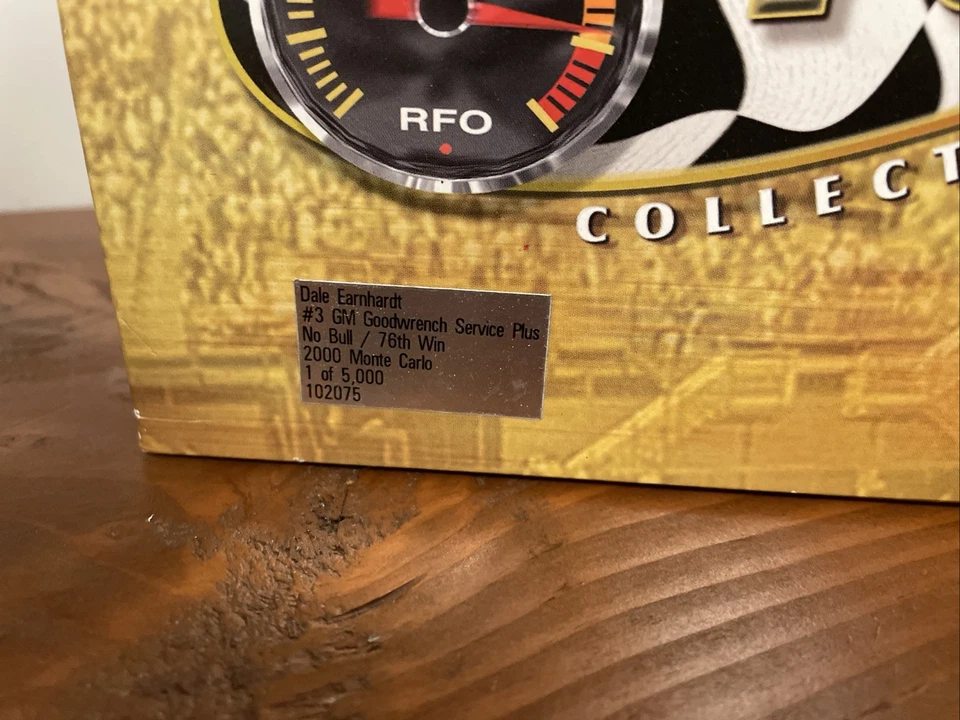 RFO
COLLECT
Dale Earnhardt
#3 GM Goodwrench Service Plus
No Bull / 76th Win
2000 Monte Carlo
1 of 5,000
102075